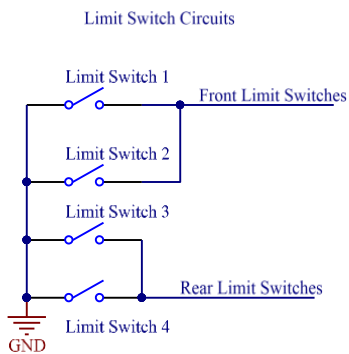 Limit Switch Circuits
Limit Switch 1
Front Limit Switches
Limit Switch 2
Limit Switch 3
Rear Limit Switches
Limit Switch 4
GND